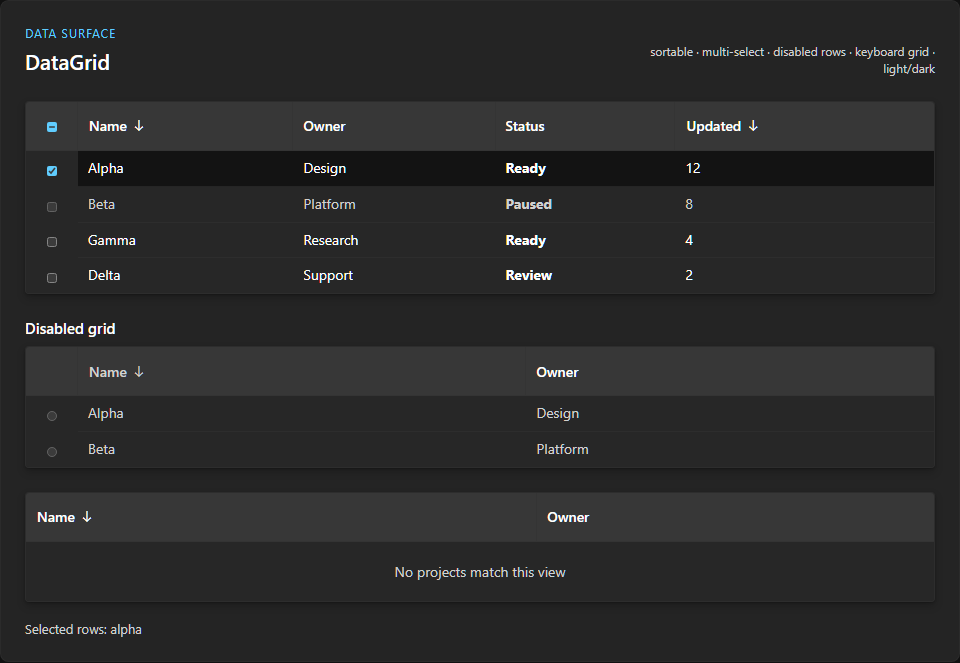 DATA SURFACE
DataGrid
sortable · multi-select · disabled rows · keyboard grid ·
light/dark
Name ↓ Owner Status Updated ↓
Alpha Design Ready 12
Beta Platform Paused 8
Gamma Research Ready 4
Delta Support Review 2
Disabled grid
Name ↓ Owner
Alpha Design
Beta Platform
Name ↓ Owner
No projects match this view
Selected rows: alpha